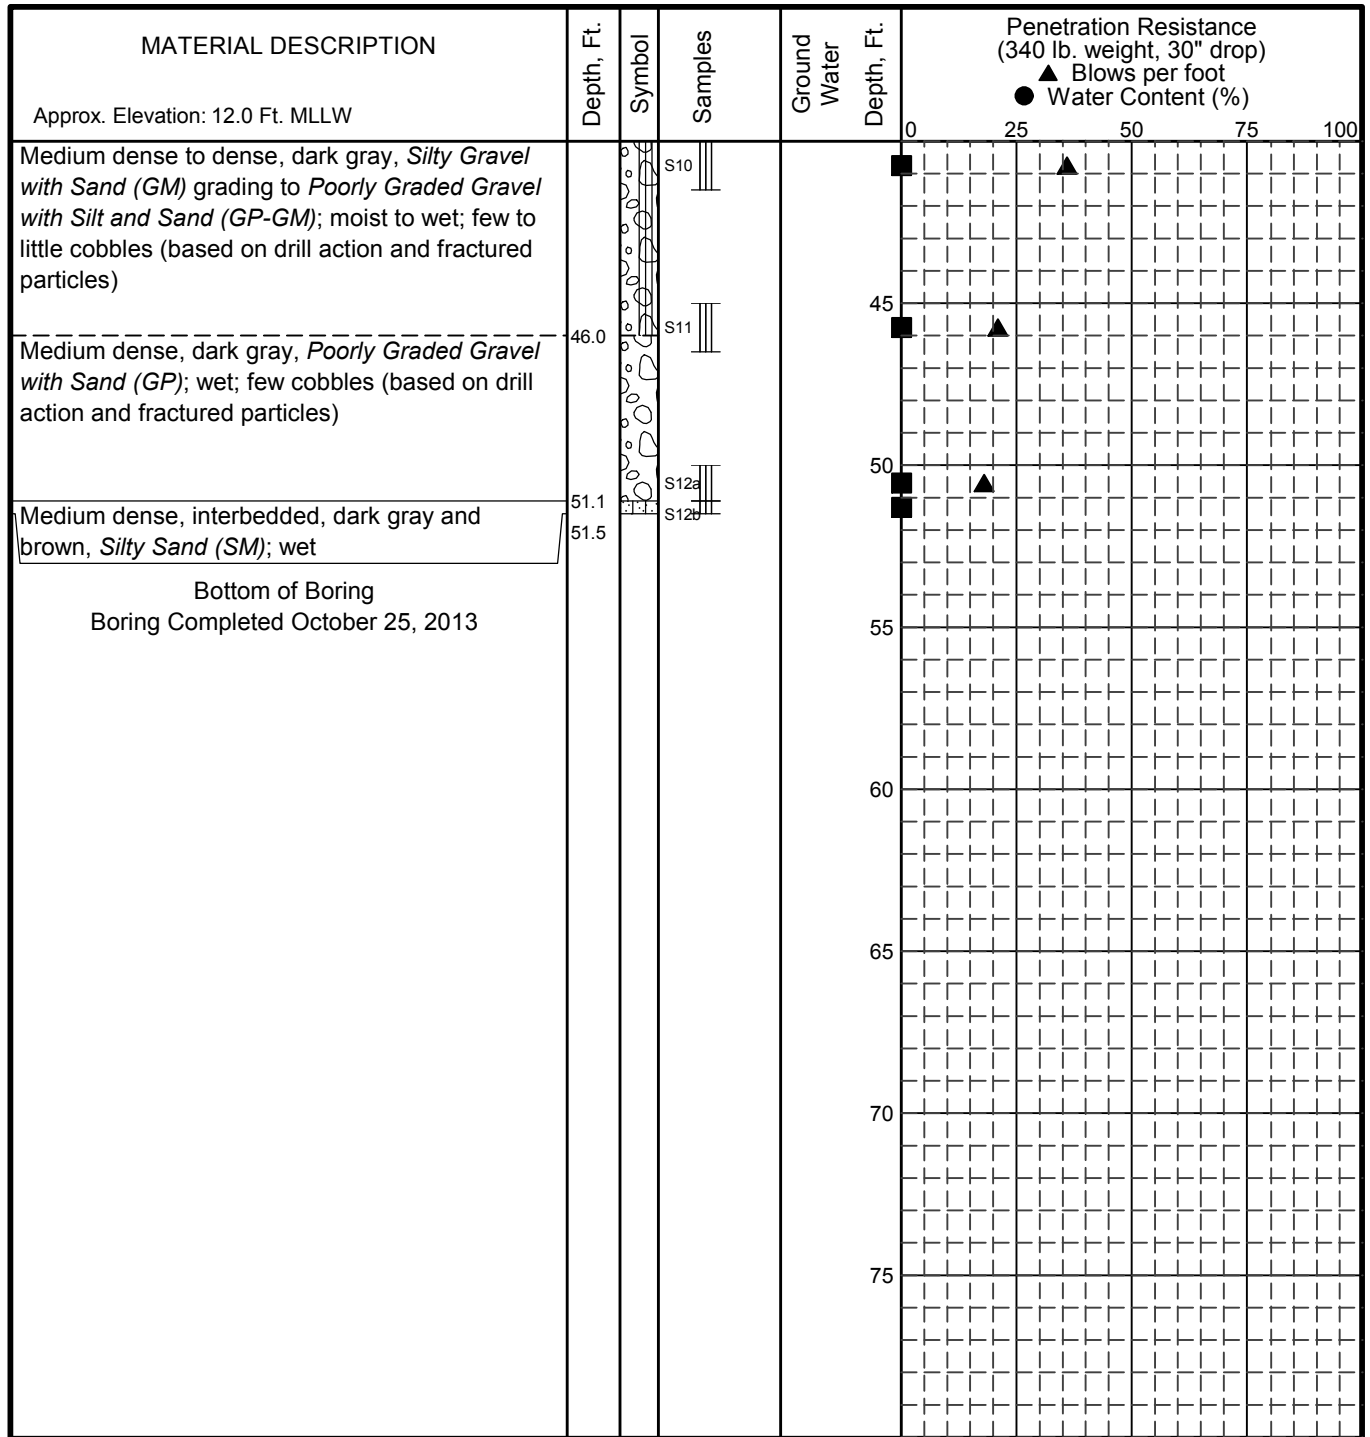 MATERIAL DESCRIPTION
Approx. Elevation: 12.0 Ft. MLLW
Depth, Ft.
Symbol
Samples
Ground
Water
Depth, Ft.
Penetration Resistance
(340 lb. weight, 30" drop)
▲ Blows per foot
● Water Content (%)
0 25 50 75 100
Medium dense to dense, dark gray, Silty Gravel
with Sand (GM) grading to Poorly Graded Gravel
with Silt and Sand (GP-GM); moist to wet; few to
little cobbles (based on drill action and fractured
particles)
S10
45
46.0
S11
Medium dense, dark gray, Poorly Graded Gravel
with Sand (GP); wet; few cobbles (based on drill
action and fractured particles)
50
S12a
51.1
S12b
Medium dense, interbedded, dark gray and
brown, Silty Sand (SM); wet
51.5
Bottom of Boring
Boring Completed October 25, 2013
55
60
65
70
75